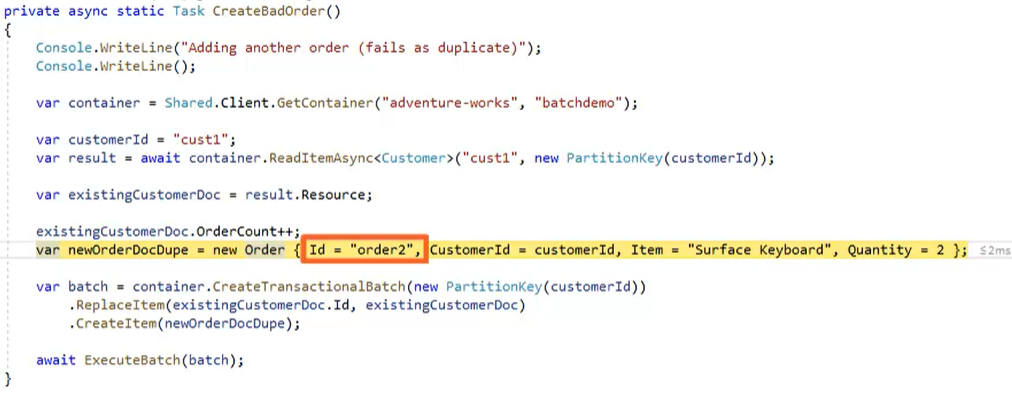 private async static Task CreateBadOrder()
{
Console.WriteLine("Adding another order (fails as duplicate)");
Console.WriteLine();
var container = Shared.Client.GetContainer("adventure-works", "batchdemo");
var customerId = "cust1";
var result = await container.ReadItemAsync<Customer>("cust1", new PartitionKey(customerId));
var existingCustomerDoc = result.Resource;
existingCustomerDoc.OrderCount++;
var newOrderDocDupe = new Order { Id = "order2", CustomerId = customerId, Item = "Surface Keyboard", Quantity = 2 }; ≤2ms
var batch = container.CreateTransactionalBatch(new PartitionKey(customerId))
.ReplaceItem(existingCustomerDoc.Id, existingCustomerDoc)
.CreateItem(newOrderDocDupe);
await ExecuteBatch(batch);
}